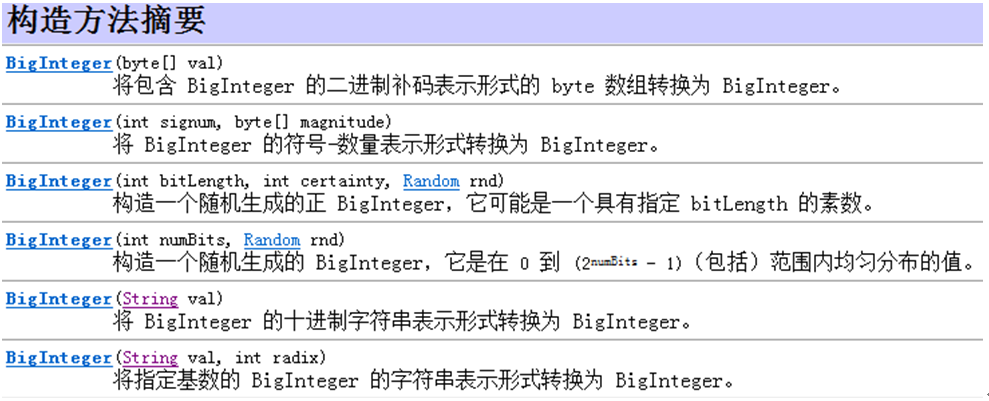 构造方法摘要
BigInteger(byte[] val)
将包含 BigInteger 的二进制补码表示形式的 byte 数组转换为 BigInteger。
BigInteger(int signum, byte[] magnitude)
将 BigInteger 的符号-数量表示形式转换为 BigInteger。
BigInteger(int bitLength, int certainty, Random rnd)
构造一个随机生成的正 BigInteger，它可能是一个具有指定 bitLength 的素数。
BigInteger(int numBits, Random rnd)
构造一个随机生成的 BigInteger，它是在 0 到 (2numBits - 1)（包括）范围内均匀分布的值。
BigInteger(String val)
将 BigInteger 的十进制字符串表示形式转换为 BigInteger。
BigInteger(String val, int radix)
将指定基数的 BigInteger 的字符串表示形式转换为 BigInteger。